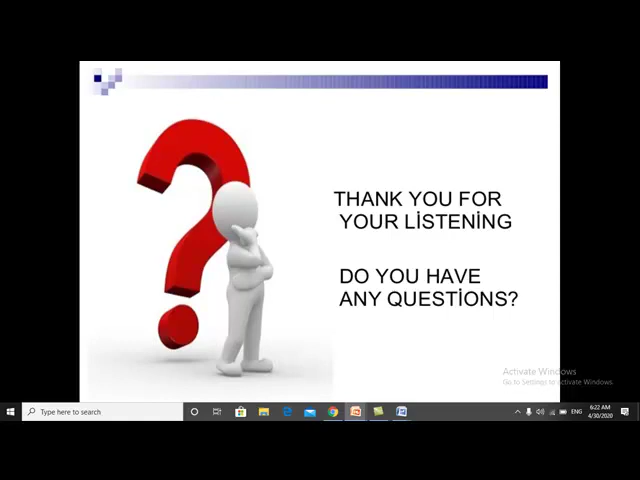 THANK YOU FOR
YOUR LİSTENİNG
DO YOU HAVE
ANY QUESTİONS?
Activate Windows
Go to Settings to activate Windows
Type here to search
ENG
6:22 AM
4/30/2020